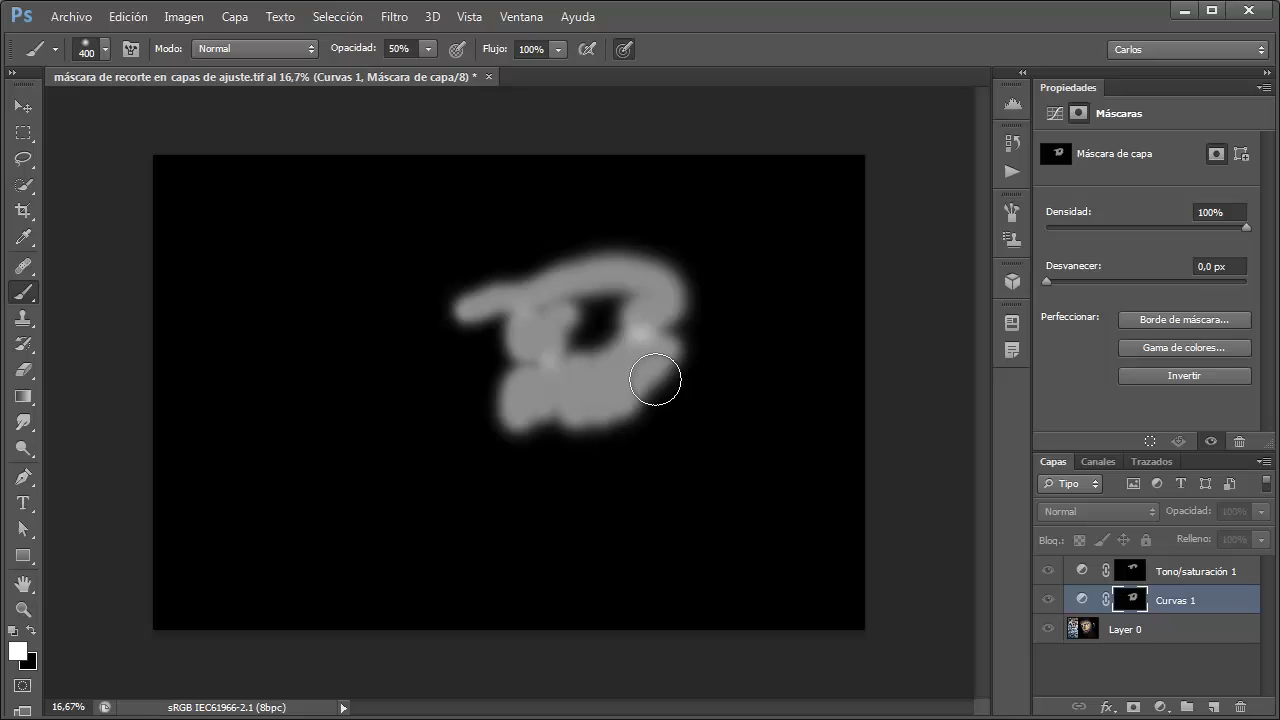 Ps Archivo Edición Imagen Capa Texto Selección Filtro 3D Vista Ventana Ayuda
400 Modo: Normal Opacidad: 50% Flujo: 100% Carlos
máscara de recorte en capas de ajuste.tif al 16,7% (Curvas 1, Máscara de capa/8) *
Propiedades
Máscaras
Máscara de capa
Densidad: 100%
Desvanecer: 0,0 px
Perfeccionar: Borde de máscara...
Gama de colores...
Invertir
Capas Canales Trazados
Tipo
Normal Opacidad: 100%
Bloq.: Relleno: 100%
Tono/saturación 1
Curvas 1
Layer 0
16,67% sRGB IEC61966-2.1 (8bpc)